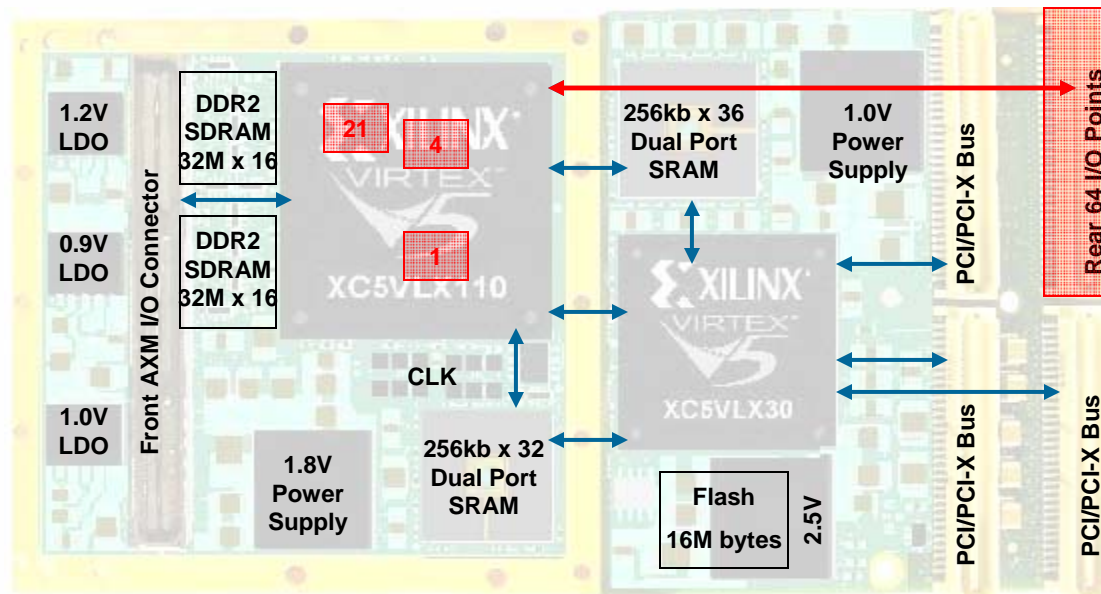 1.2V
LDO
0.9V
LDO
1.0V
LDO
Front AXM I/O Connector
DDR2
SDRAM
32M x 16
DDR2
SDRAM
32M x 16
XILINX
VIRTEX
5
XC5VLX110
21
4
1
CLK
1.8V
Power
Supply
256kb x 32
Dual Port
SRAM
256kb x 36
Dual Port
SRAM
1.0V
Power
Supply
XILINX
VIRTEX
5
XC5VLX30
Flash
16M bytes
2.5V
PCI/PCI-X Bus
PCI/PCI-X Bus
Rear 64 I/O Points
PCI/PCI-X Bus